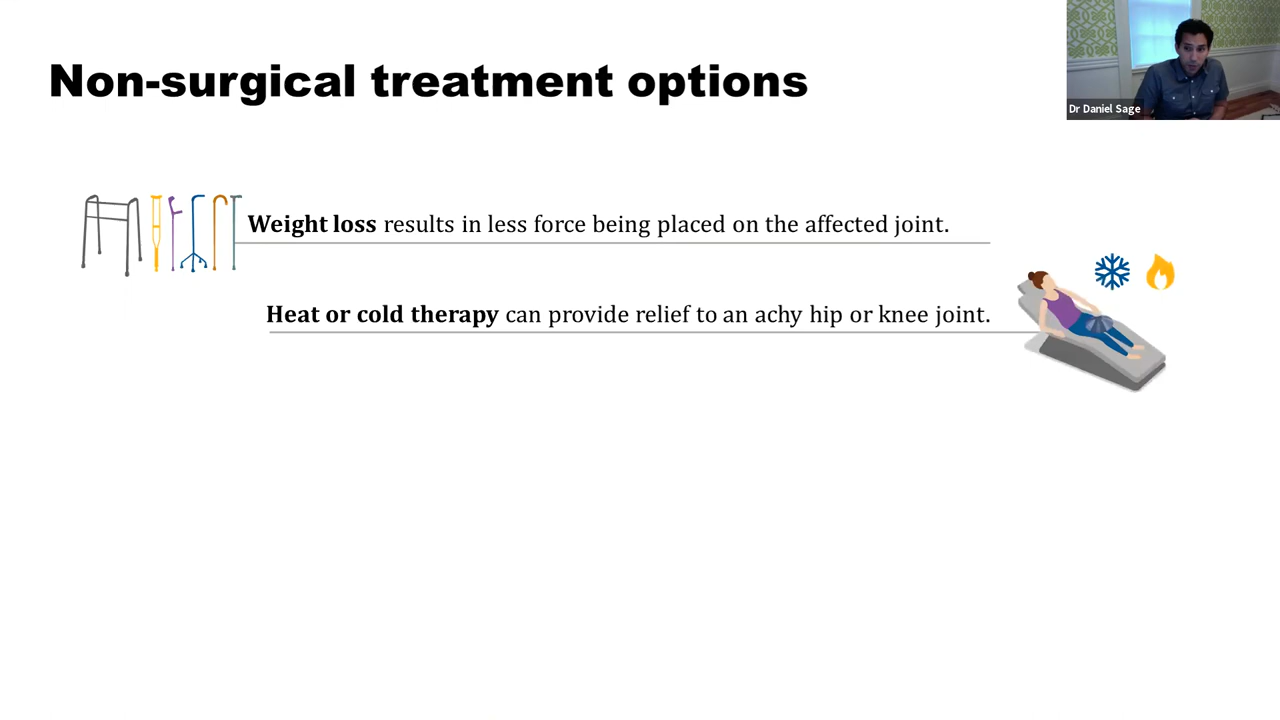 Non-surgical treatment options
Dr Daniel Sage
Weight loss results in less force being placed on the affected joint.
Heat or cold therapy can provide relief to an achy hip or knee joint.